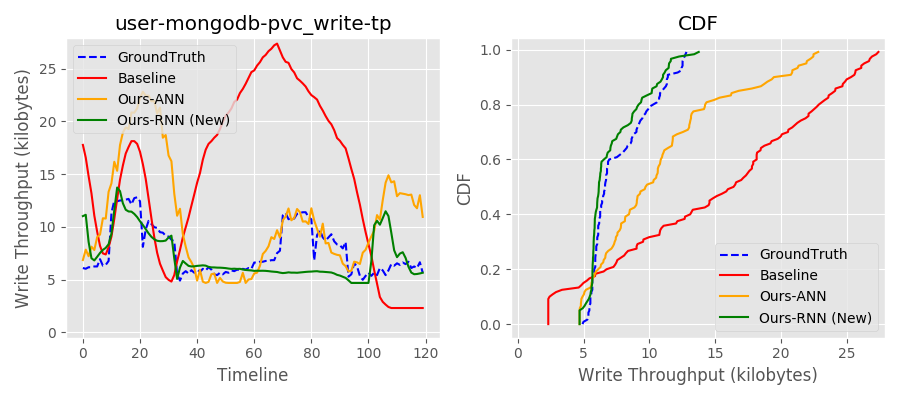 user-mongodb-pvc_write-tp
Write Throughput (kilobytes)
25
20
15
10
5
0
GroundTruth
Baseline
Ours-ANN
Ours-RNN (New)
0
20
40
60
80
100
120
Timeline
CDF
CDF
1.0
0.8
0.6
0.4
0.2
0.0
GroundTruth
Baseline
Ours-ANN
Ours-RNN (New)
0
5
10
15
20
25
Write Throughput (kilobytes)